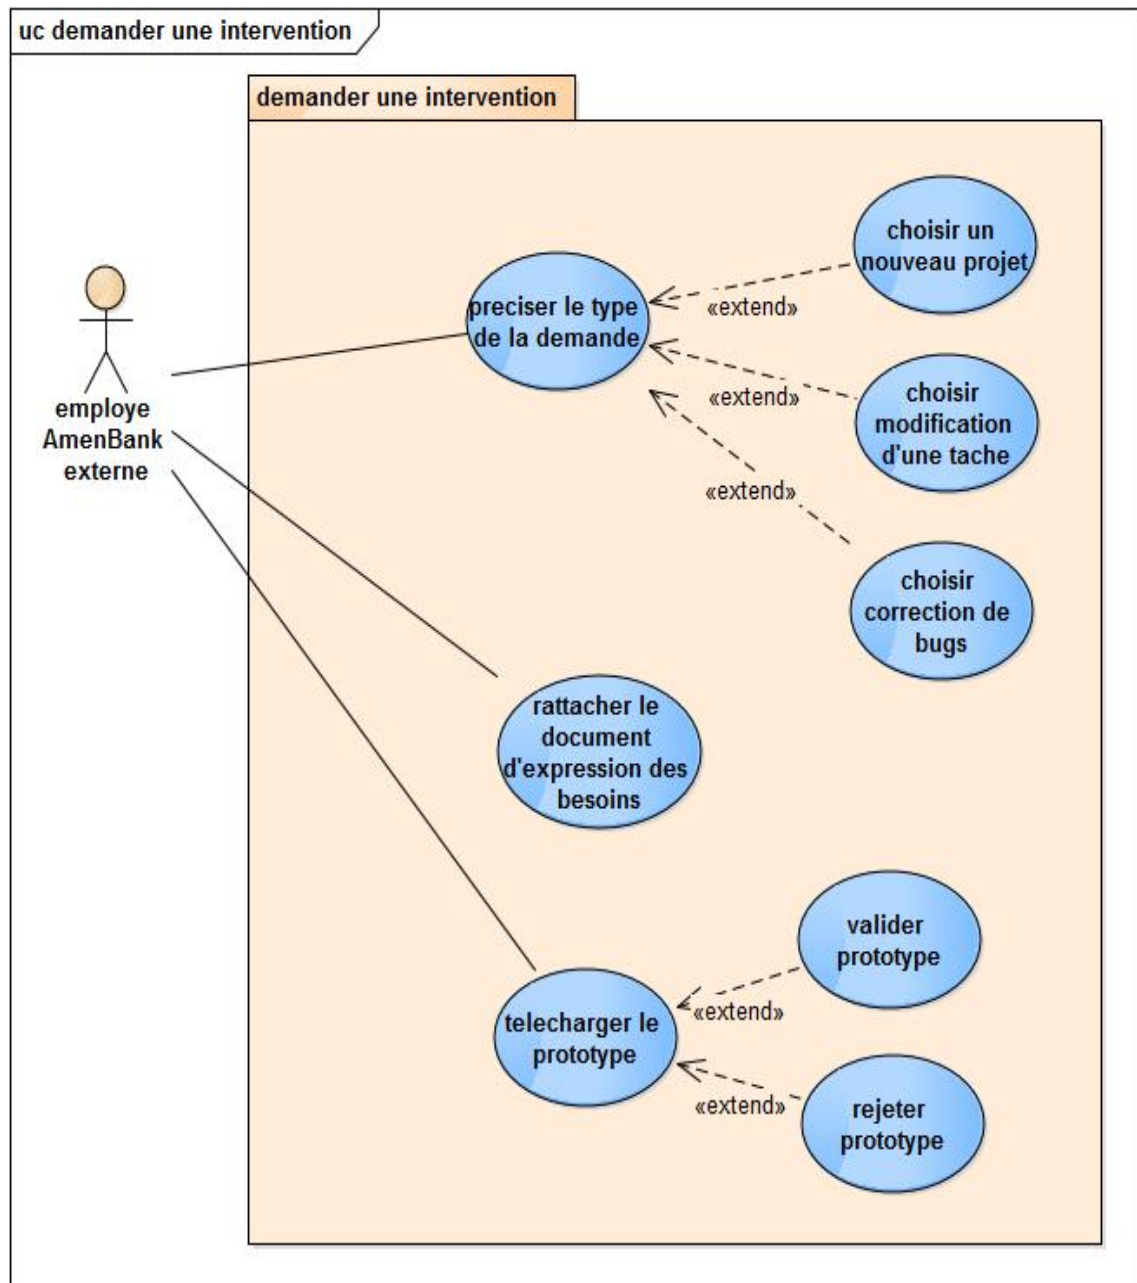 uc demander une intervention
demander une intervention
employe
AmenBank
externe
preciser le type
de la demande
choisir un
nouveau projet
«extend»
choisir
modification
d'une tache
«extend»
choisir
correction de
bugs
«extend»
rattacher le
document
d'expression des
besoins
telecharger le
prototype
valider
prototype
«extend»
rejeter
prototype
«extend»